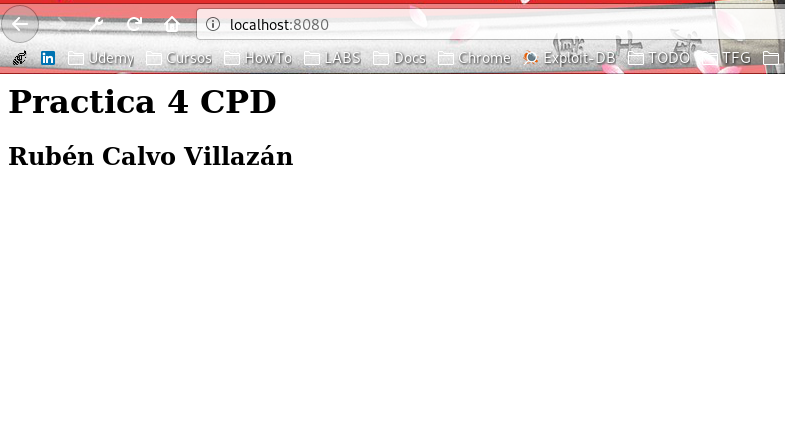 localhost:8080
Udemy Cursos HowTo LABS Docs Chrome Exploit-DB TODO TFG
Practica 4 CPD
Rubén Calvo Villazán